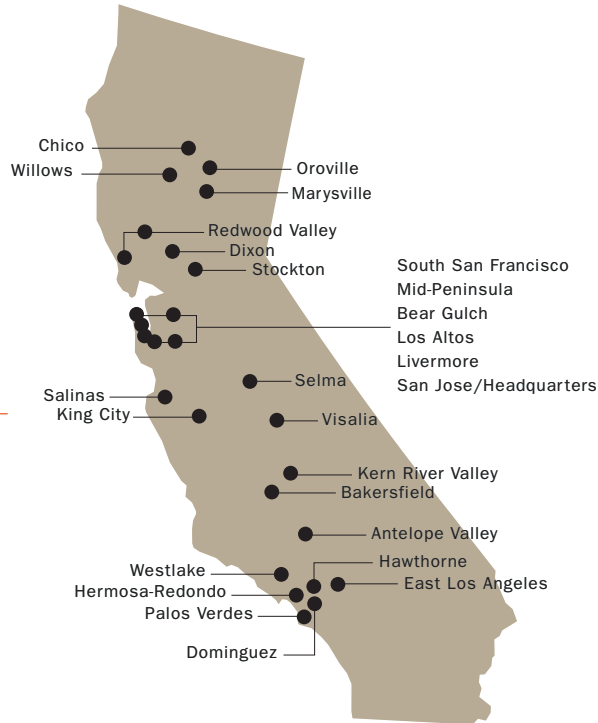 Chico
Willows
Oroville
Marysville
Redwood Valley
Dixon
Stockton
South San Francisco
Mid-Peninsula
Bear Gulch
Los Altos
Livermore
San Jose/Headquarters
Selma
Salinas
King City
Visalia
Kern River Valley
Bakersfield
Antelope Valley
Hawthorne
Westlake
East Los Angeles
Hermosa-Redondo
Palos Verdes
Dominguez